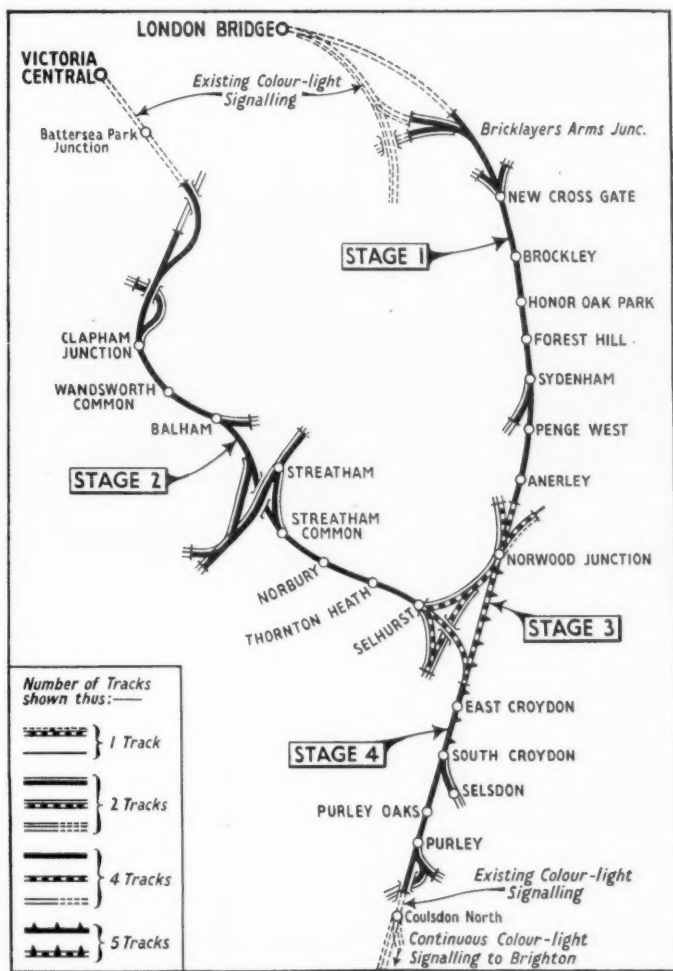 LONDON BRIDGE
VICTORIA
CENTRAL
Existing Colour-light
Signalling
Battersea Park
Junction
Bricklayers Arms Junc.
NEW CROSS GATE
STAGE 1
BROCKLEY
HONOR OAK PARK
FOREST HILL
CLAPHAM
JUNCTION
SYDENHAM
WANDSWORTH
COMMON
PENGE WEST
BALHAM
STAGE 2
STREATHAM
ANERLEY
STREATHAM
COMMON
NORWOOD JUNCTION
NORBURY
THORNTON HEATH
SELHURST
STAGE 3
Number of Tracks
shown thus:—
1 Track
2 Tracks
4 Tracks
5 Tracks
EAST CROYDON
STAGE 4
SOUTH CROYDON
SELSDON
PURLEY OAKS
PURLEY
Existing Colour-light
Signalling
Coulsdon North
Continuous Colour-light
Signalling to Brighton